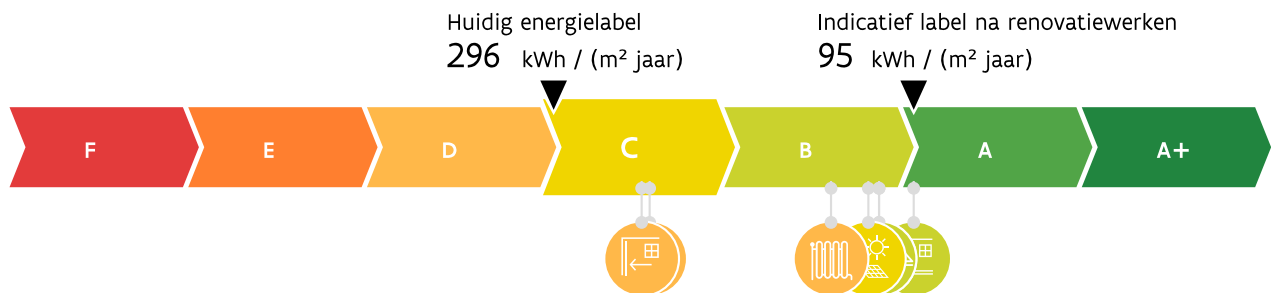 Huidig energielabel
296 kWh / (m² jaar)
Indicatief label na renovatiewerken
95 kWh / (m² jaar)
F E D C B A A+